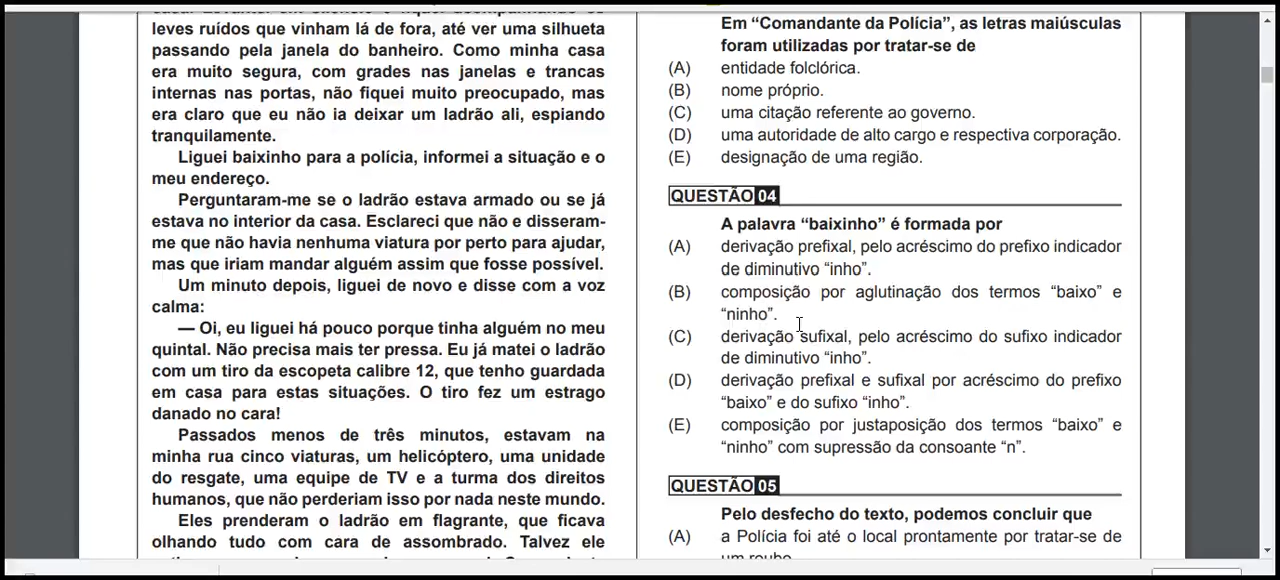 leves ruídos que vinham lá de fora, até ver uma silhueta
passando pela janela do banheiro. Como minha casa
era muito segura, com grades nas janelas e trancas
internas nas portas, não fiquei muito preocupado, mas
era claro que eu não ia deixar um ladrão ali, espiando
tranquilamente.
Liguei baixinho para a polícia, informei a situação e o
meu endereço.
Perguntaram-me se o ladrão estava armado ou se já
estava no interior da casa. Esclareci que não e disseram-
me que não havia nenhuma viatura por perto para ajudar,
mas que iriam mandar alguém assim que fosse possível.
Um minuto depois, liguei de novo e disse com a voz
calma:
— Oi, eu liguei há pouco porque tinha alguém no meu
quintal. Não precisa mais ter pressa. Eu já matei o ladrão
com um tiro da escopeta calibre 12, que tenho guardada
em casa para estas situações. O tiro fez um estrago
danado no cara!
Passados menos de três minutos, estavam na
minha rua cinco viaturas, um helicóptero, uma unidade
do resgate, uma equipe de TV e a turma dos direitos
humanos, que não perderiam isso por nada neste mundo.
Eles prenderam o ladrão em flagrante, que ficava
olhando tudo com cara de assombrado. Talvez ele
Em “Comandante da Polícia”, as letras maiúsculas
foram utilizadas por tratar-se de
(A) entidade folclórica.
(B) nome próprio.
(C) uma citação referente ao governo.
(D) uma autoridade de alto cargo e respectiva corporação.
(E) designação de uma região.
QUESTÃO 04
A palavra “baixinho” é formada por
(A) derivação prefixal, pelo acréscimo do prefixo indicador
de diminutivo “inho”.
(B) composição por aglutinação dos termos “baixo” e
“ninho”.
(C) derivação sufixal, pelo acréscimo do sufixo indicador
de diminutivo “inho”.
(D) derivação prefixal e sufixal por acréscimo do prefixo
“baixo” e do sufixo “inho”.
(E) composição por justaposição dos termos “baixo” e
“ninho” com supressão da consoante “n”.
QUESTÃO 05
Pelo desfecho do texto, podemos concluir que
(A) a Polícia foi até o local prontamente por tratar-se de
um roubo.